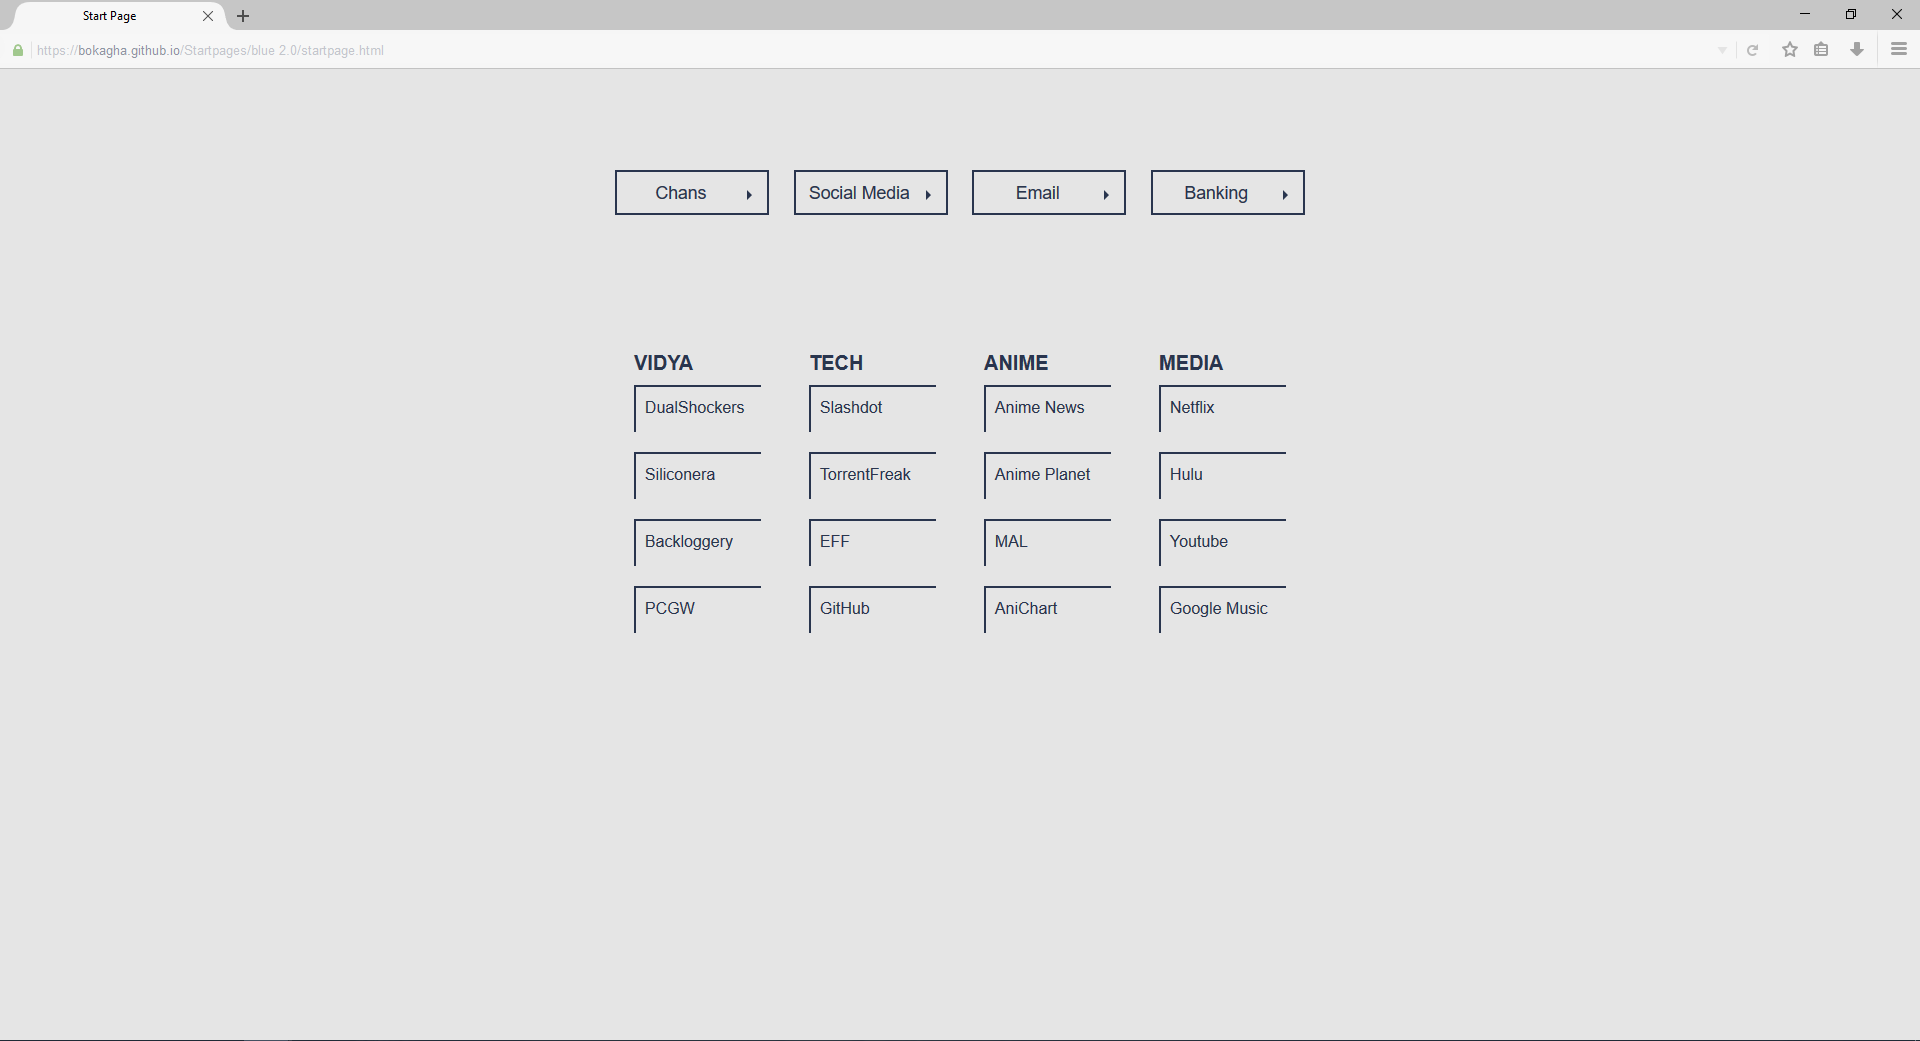 Start Page
https://bokagha.github.io/Startpages/blue 2.0/startpage.html
Chans
Social Media
Email
Banking
VIDYA
TECH
ANIME
MEDIA
DualShockers
Slashdot
Anime News
Netflix
Siliconera
TorrentFreak
Anime Planet
Hulu
Backloggery
EFF
MAL
Youtube
PCGW
GitHub
AniChart
Google Music